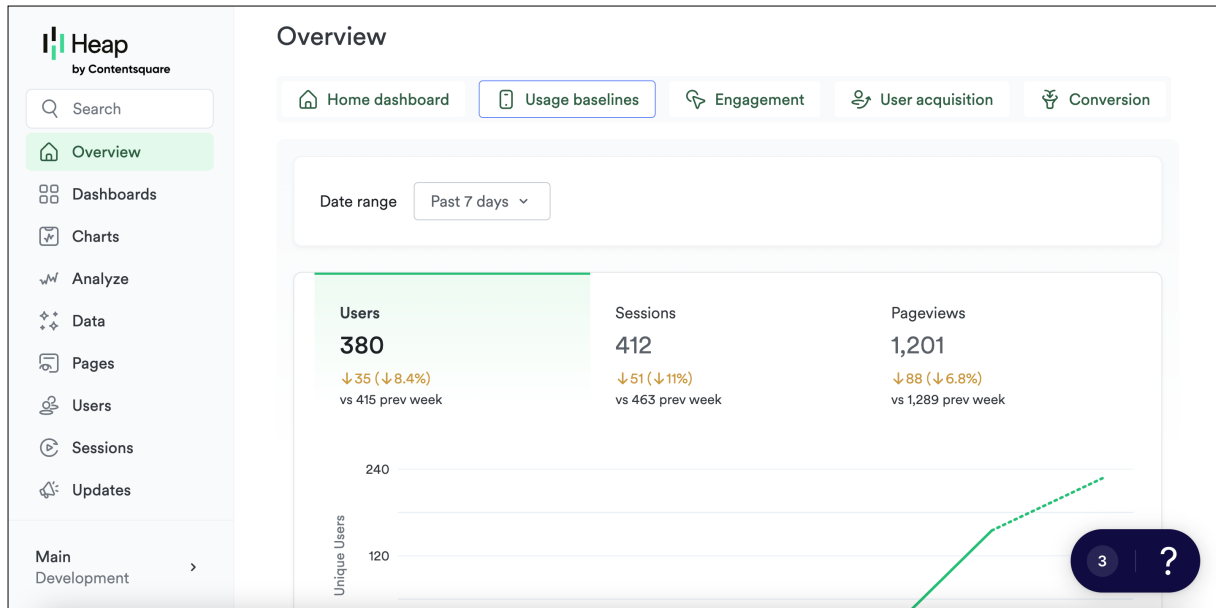 Heap
by Contentsquare
Search
Overview
Dashboards
Charts
Analyze
Data
Pages
Users
Sessions
Updates
Main
Development
Overview
Home dashboard
Usage baselines
Engagement
User acquisition
Conversion
Date range
Past 7 days
Users
380
↓35 (↓8.4%)
vs 415 prev week
Sessions
412
↓51 (↓11%)
vs 463 prev week
Pageviews
1,201
↓88 (↓6.8%)
vs 1,289 prev week
240
120
Unique Users
3
?